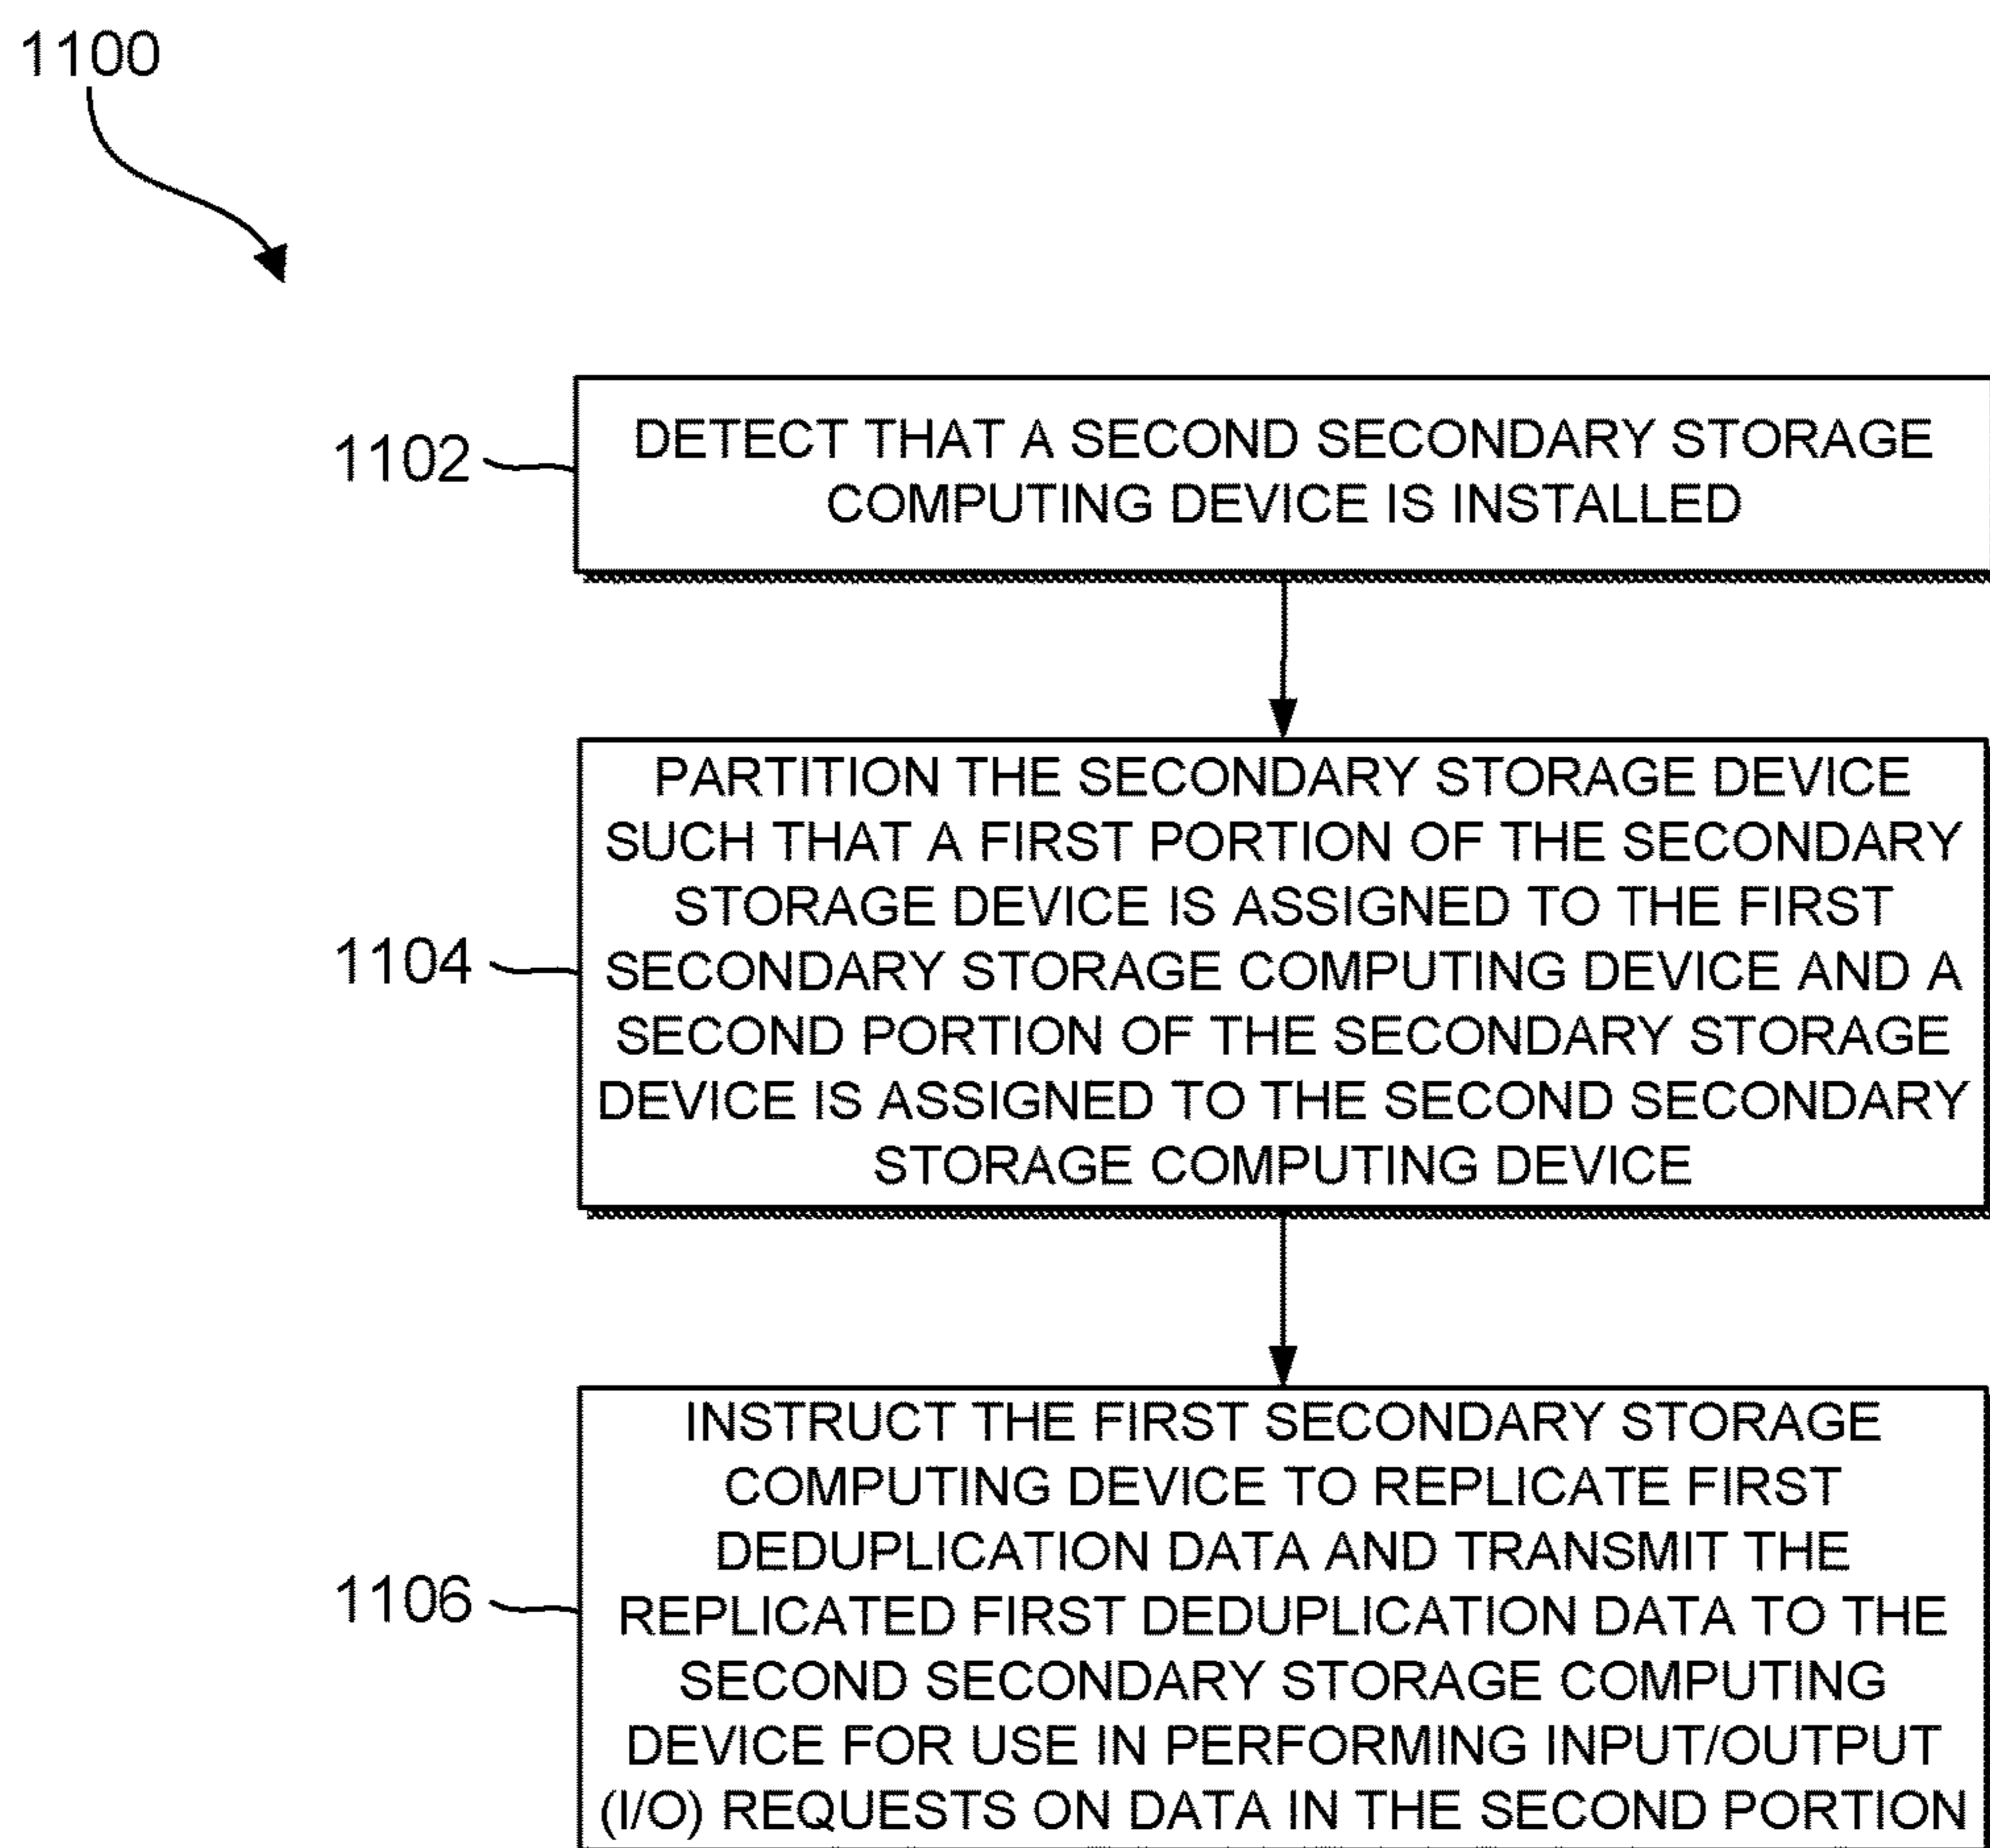 1100
1102
DETECT THAT A SECOND SECONDARY STORAGE
COMPUTING DEVICE IS INSTALLED
1104
PARTITION THE SECONDARY STORAGE DEVICE
SUCH THAT A FIRST PORTION OF THE SECONDARY
STORAGE DEVICE IS ASSIGNED TO THE FIRST
SECONDARY STORAGE COMPUTING DEVICE AND A
SECOND PORTION OF THE SECONDARY STORAGE
DEVICE IS ASSIGNED TO THE SECOND SECONDARY
STORAGE COMPUTING DEVICE
1106
INSTRUCT THE FIRST SECONDARY STORAGE
COMPUTING DEVICE TO REPLICATE FIRST
DEDUPLICATION DATA AND TRANSMIT THE
REPLICATED FIRST DEDUPLICATION DATA TO THE
SECOND SECONDARY STORAGE COMPUTING
DEVICE FOR USE IN PERFORMING INPUT/OUTPUT
(I/O) REQUESTS ON DATA IN THE SECOND PORTION